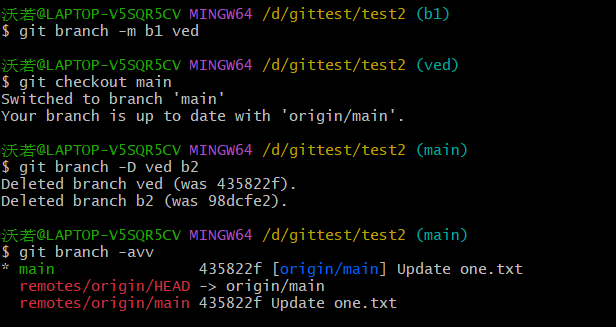 沃若@LAPTOP-V5SQR5CV MINGW64 /d/gittest/test2 (b1)
$ git branch -m b1 ved
沃若@LAPTOP-V5SQR5CV MINGW64 /d/gittest/test2 (ved)
$ git checkout main
Switched to branch 'main'
Your branch is up to date with 'origin/main'.
沃若@LAPTOP-V5SQR5CV MINGW64 /d/gittest/test2 (main)
$ git branch -D ved b2
Deleted branch ved (was 435822f).
Deleted branch b2 (was 98dcfe2).
沃若@LAPTOP-V5SQR5CV MINGW64 /d/gittest/test2 (main)
$ git branch -avv
* main                435822f [origin/main] Update one.txt
  remotes/origin/HEAD -> origin/main
  remotes/origin/main 435822f Update one.txt